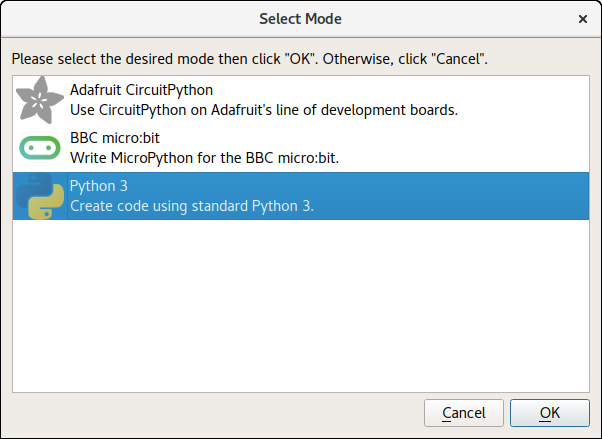 Select Mode
Please select the desired mode then click "OK". Otherwise, click "Cancel".
Adafruit CircuitPython
Use CircuitPython on Adafruit's line of development boards.
BBC micro:bit
Write MicroPython for the BBC micro:bit.
Python 3
Create code using standard Python 3.
Cancel
OK